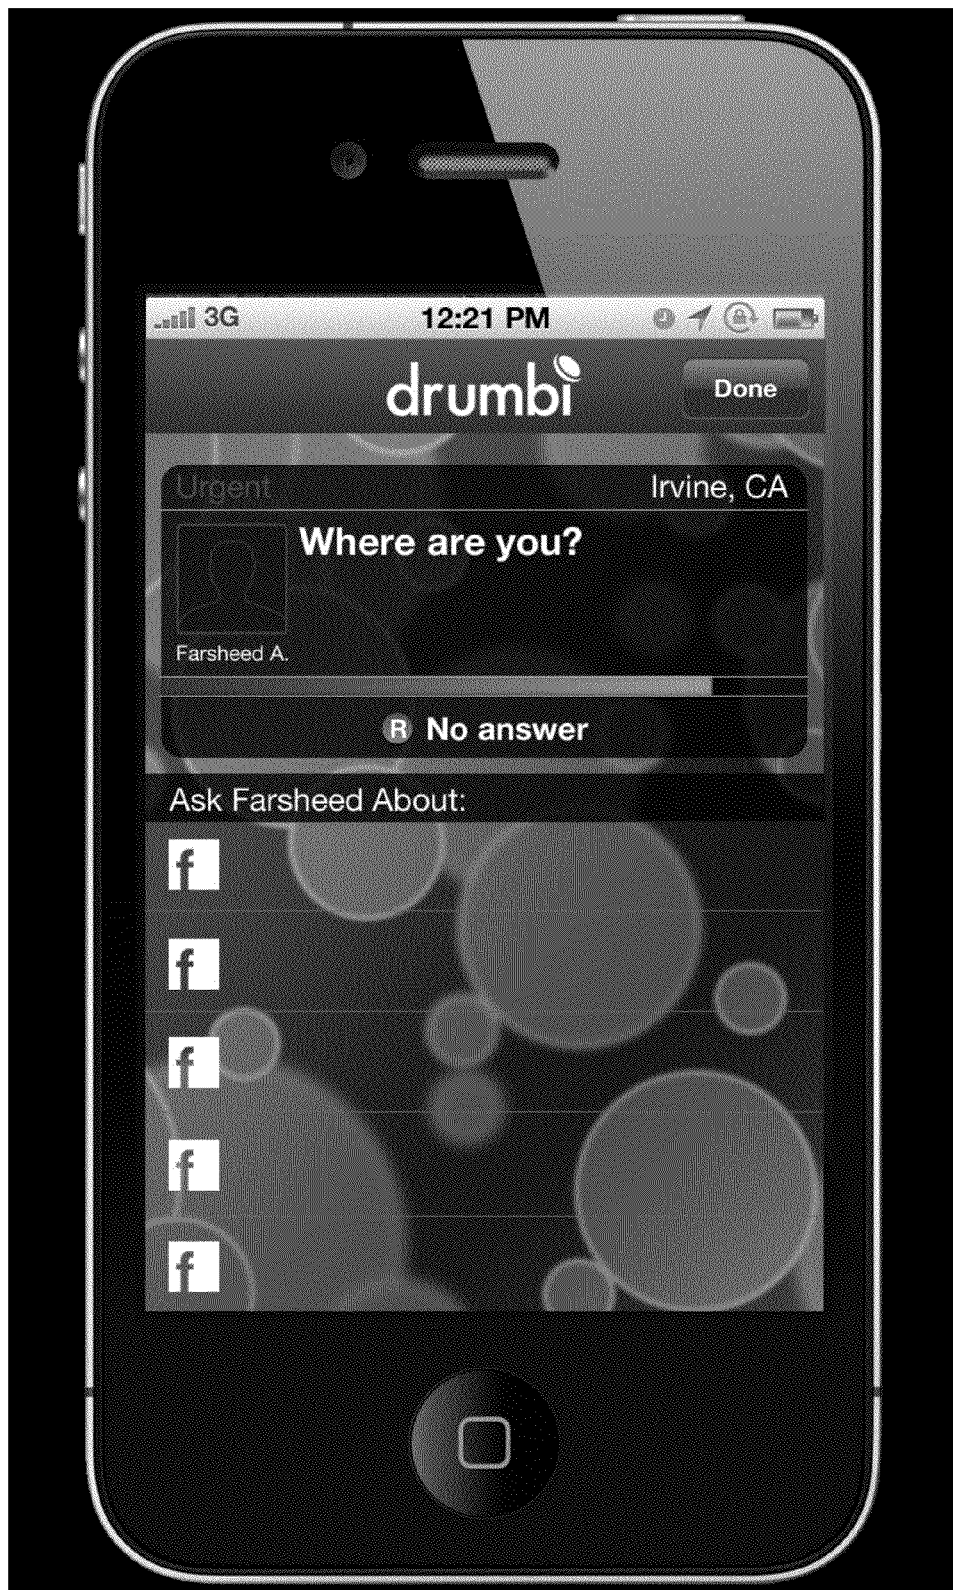 3G 12:21 PM
drumbi Done
Urgent Irvine, CA
Where are you?
Farsheed A.
R No answer
Ask Farsheed About:
f
f
f
f
f